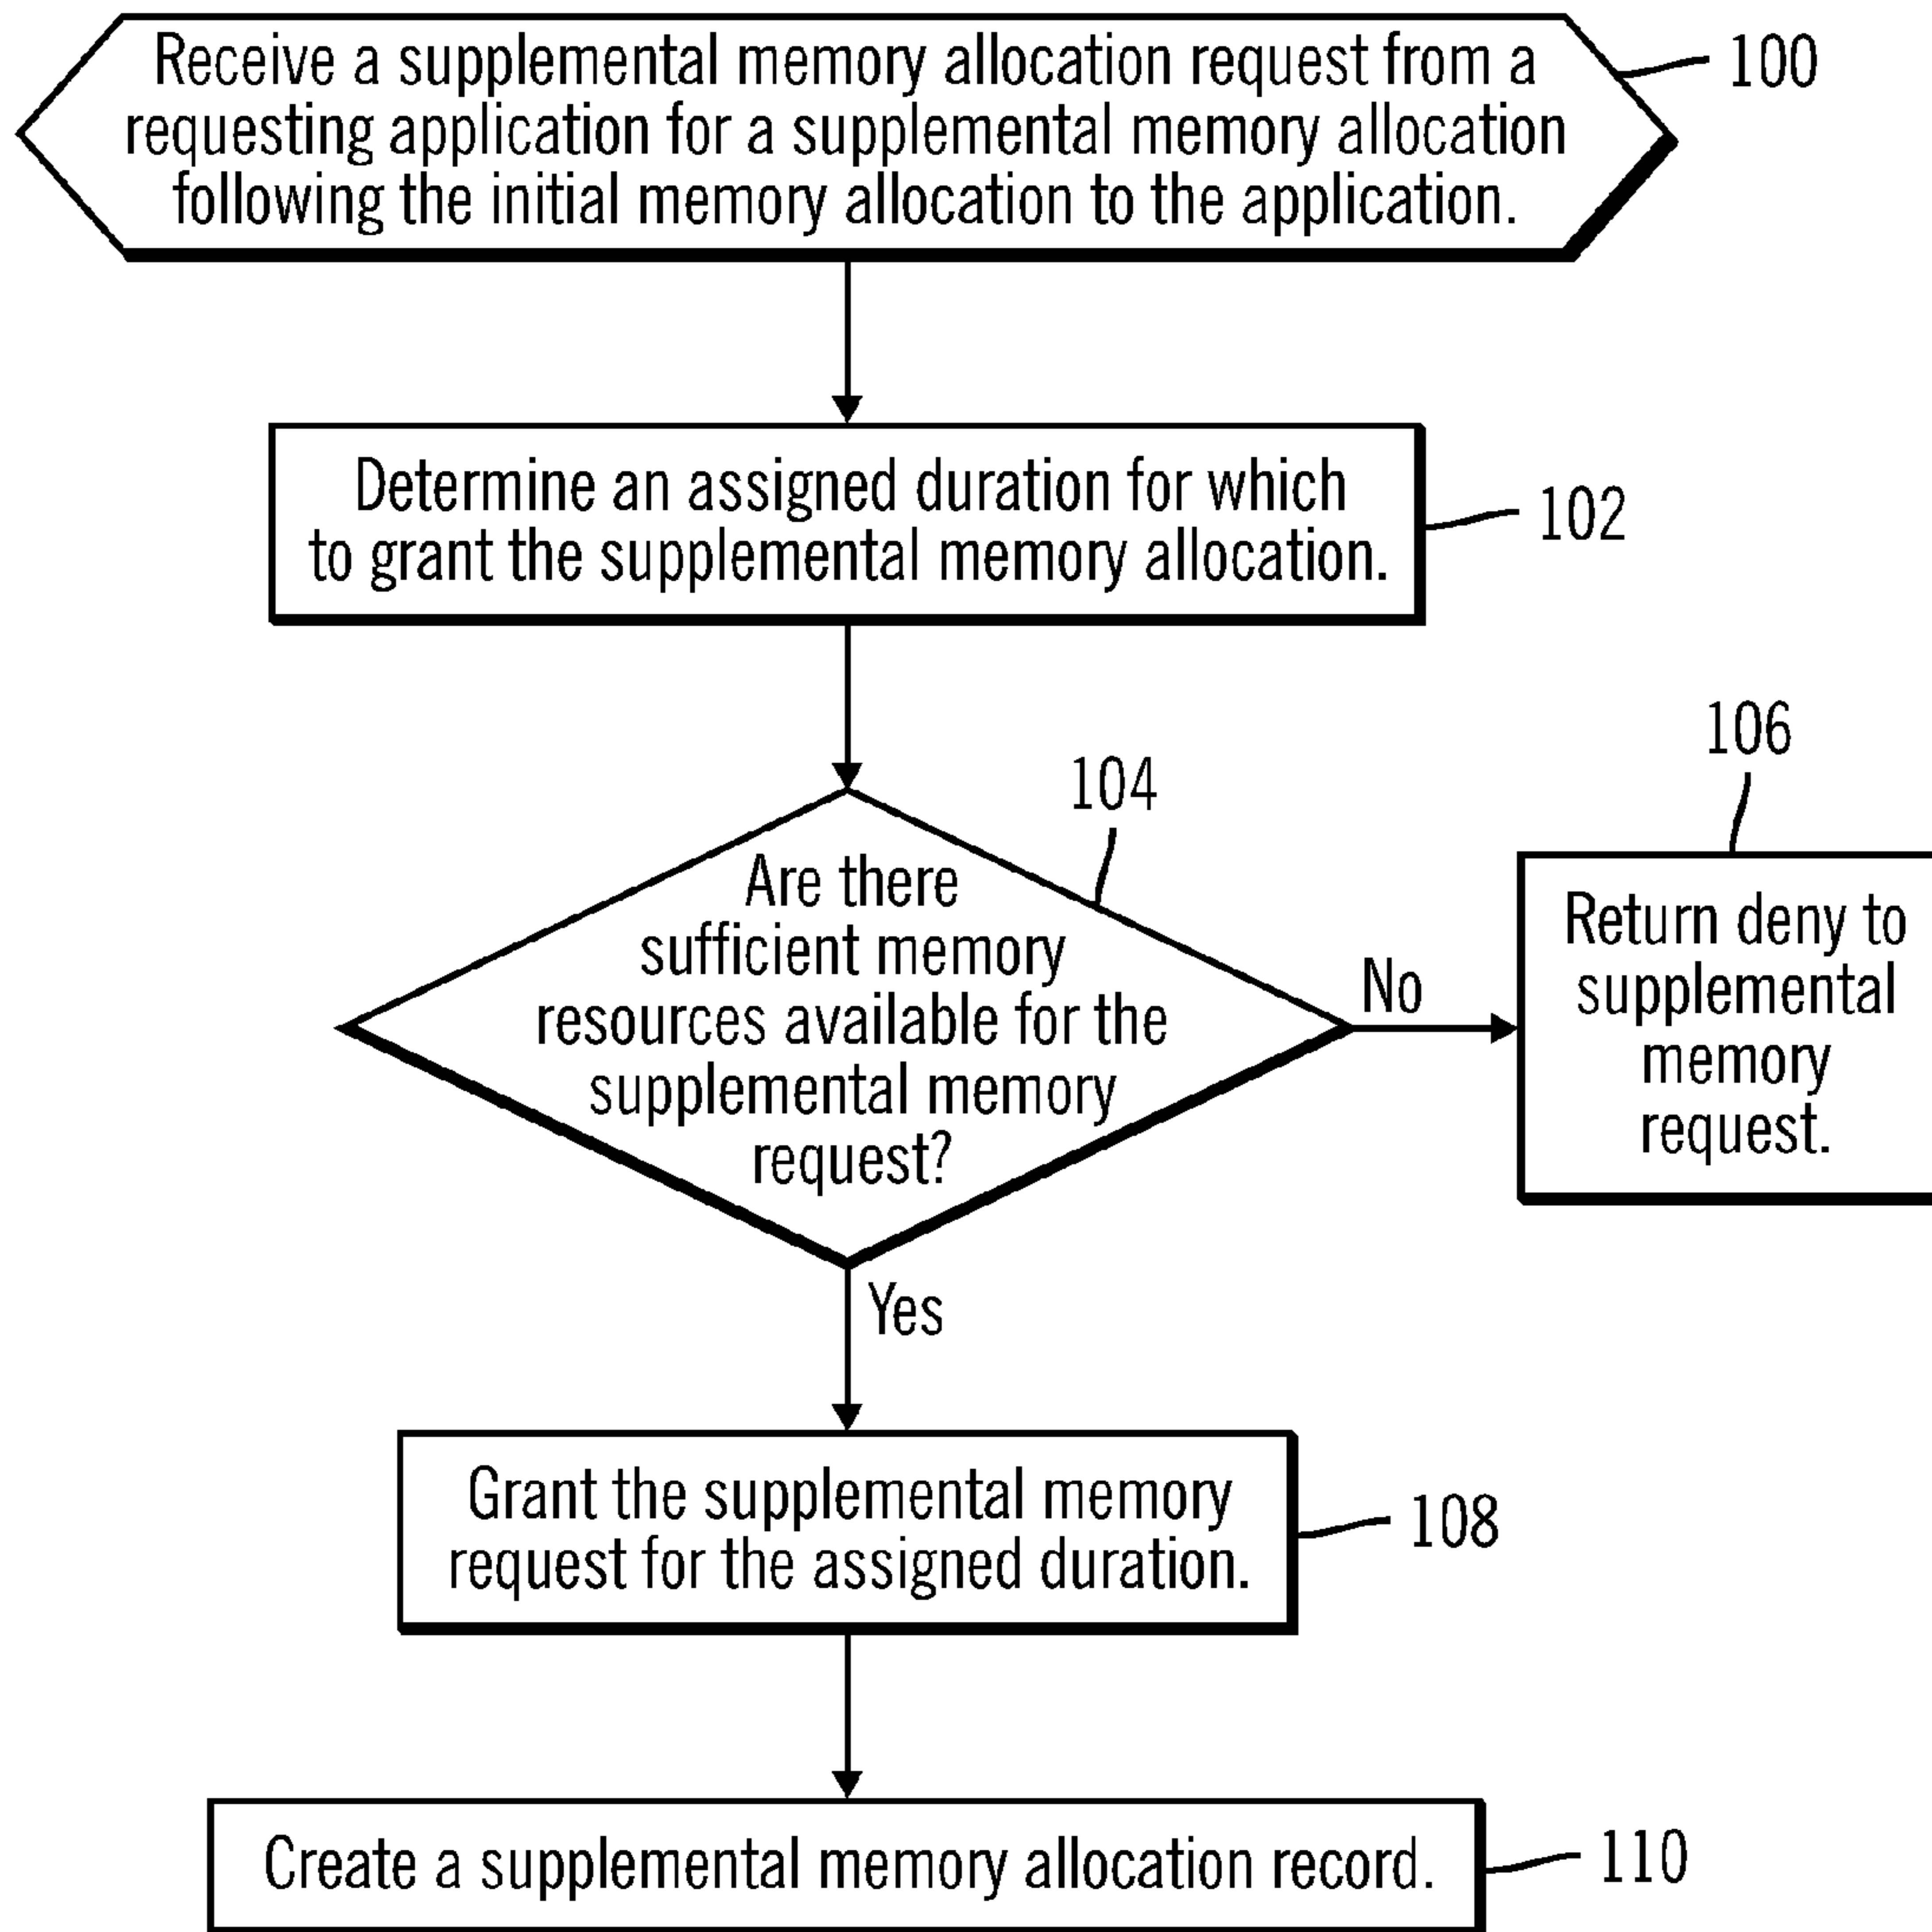 Receive a supplemental memory allocation request from a
requesting application for a supplemental memory allocation
following the initial memory allocation to the application.
100
Determine an assigned duration for which
to grant the supplemental memory allocation.
102
104
106
Are there
sufficient memory
resources available for the
supplemental memory
request?
No
Return deny to
supplemental
memory
request.
Yes
Grant the supplemental memory
request for the assigned duration.
108
Create a supplemental memory allocation record.
110